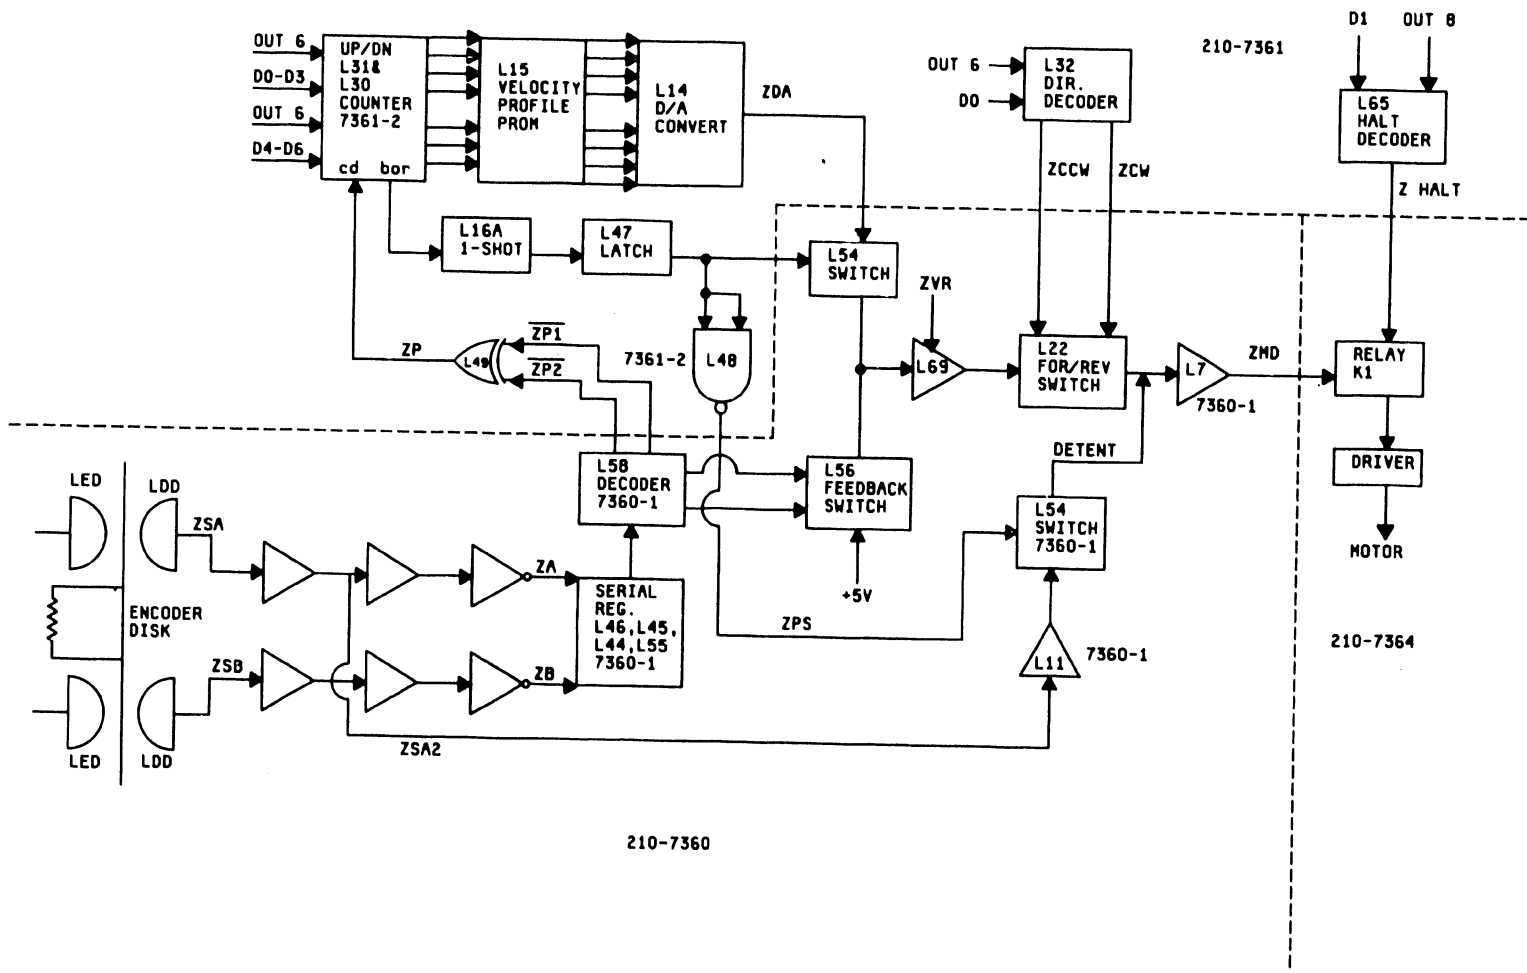 D1 OUT 8
210-7361
OUT 6
D0-D3
OUT 6
D4-D6
UP/DN
L31&
L30
COUNTER
7361-2
cd bor
L15
VELOCITY
PROFILE
PROM
L14
D/A
CONVERT
ZDA
OUT 6
D0
L32
DIR.
DECODER
L65
HALT
DECODER
ZCCW ZCW
Z HALT
L16A
1-SHOT
L47
LATCH
L54
SWITCH
ZVR
ZP
L49
ZP1
ZP2
7361-2
L48
L69
L22
FOR/REV
SWITCH
L7
7360-1
ZMD
RELAY
K1
DRIVER
MOTOR
DETENT
LED
LDD
ZSA
L58
DECODER
7360-1
L56
FEEDBACK
SWITCH
+5V
L54
SWITCH
7360-1
ZA
ENCODER
DISK
SERIAL
REG.
L46,L45,
L44,L55
7360-1
ZPS
L11
7360-1
210-7364
ZSB
ZB
LED
LDD
ZSA2
210-7360